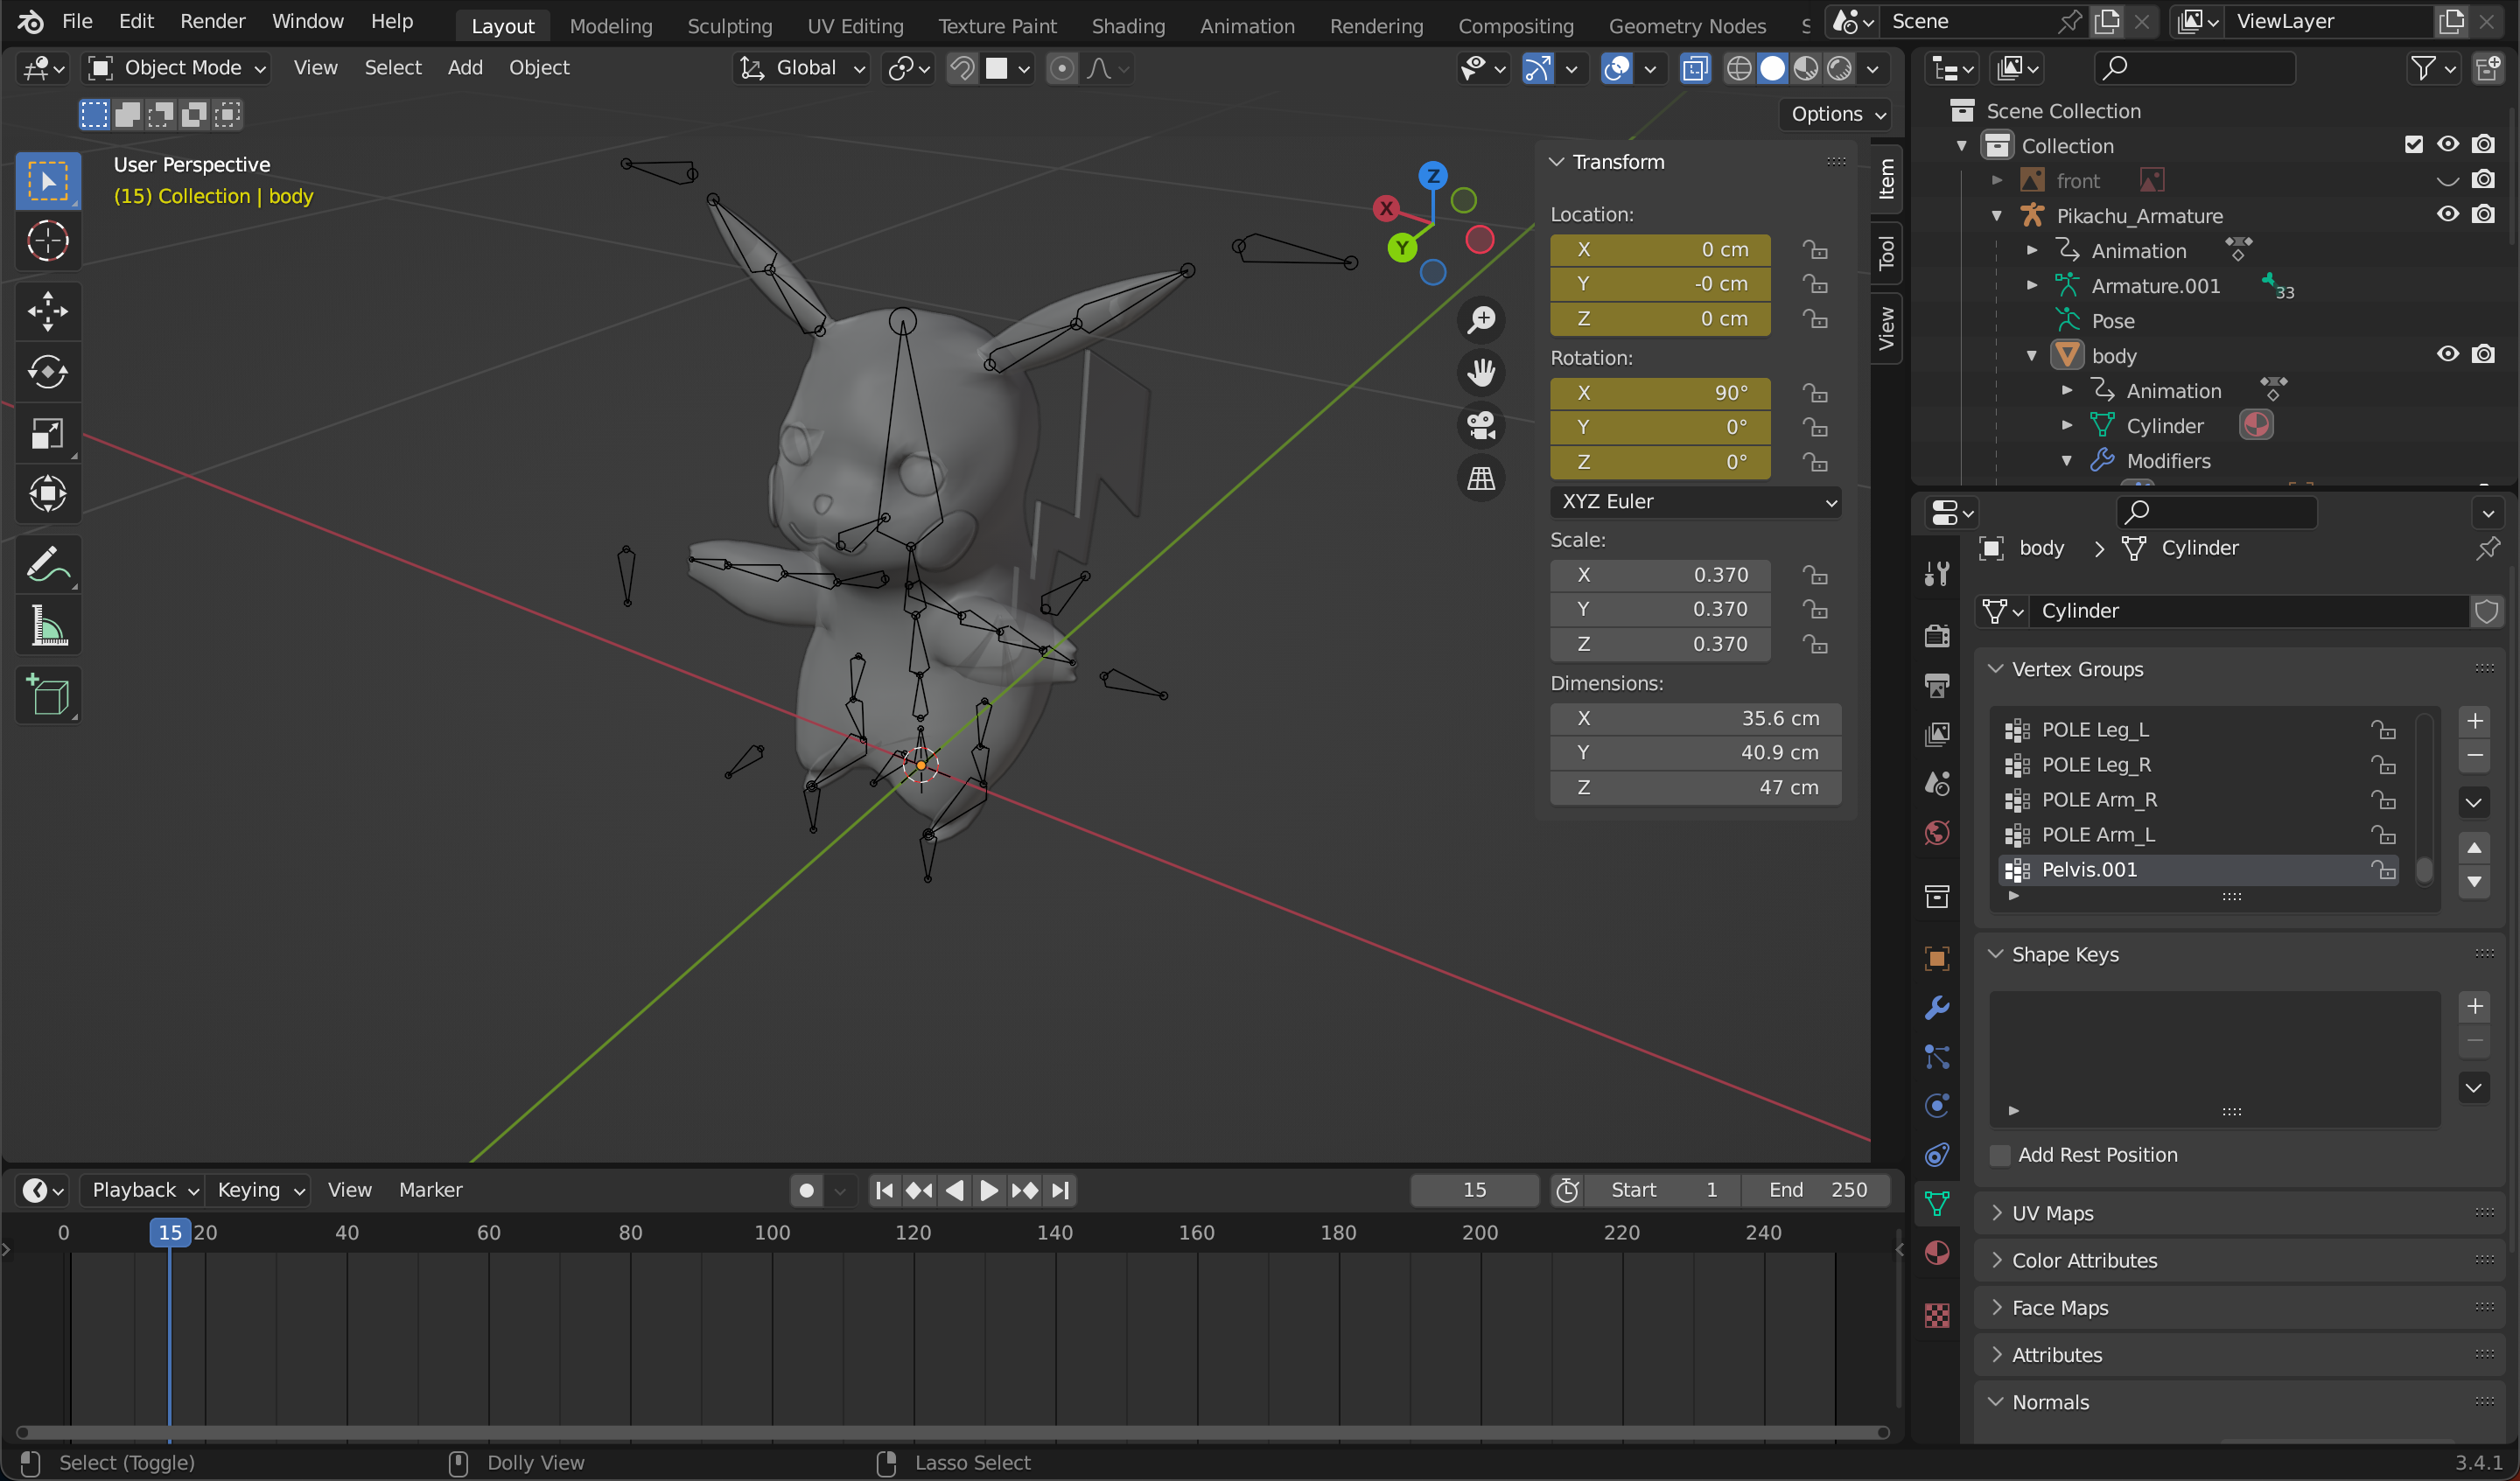 File Edit Render Window Help Layout Modeling Sculpting UV Editing Texture Paint Shading Animation Rendering Compositing Geometry Nodes S Scene ViewLayer
Object Mode View Select Add Object Global
Options
User Perspective
(15) Collection | body
Z
X
Y
Transform
Location:
X 0 cm
Y -0 cm
Z 0 cm
Rotation:
X 90°
Y 0°
Z 0°
XYZ Euler
Scale:
X 0.370
Y 0.370
Z 0.370
Dimensions:
X 35.6 cm
Y 40.9 cm
Z 47 cm
Item
Tool
View
Scene Collection
Collection
front
Pikachu_Armature
Animation
Armature.001 33
Pose
body
Animation
Cylinder
Modifiers
body > Cylinder
Cylinder
Vertex Groups
POLE Leg_L
POLE Leg_R
POLE Arm_R
POLE Arm_L
Pelvis.001
Shape Keys
Add Rest Position
UV Maps
Color Attributes
Face Maps
Attributes
Normals
Playback Keying View Marker 15 Start 1 End 250
0 15 20 40 60 80 100 120 140 160 180 200 220 240
Select (Toggle) Dolly View Lasso Select 3.4.1